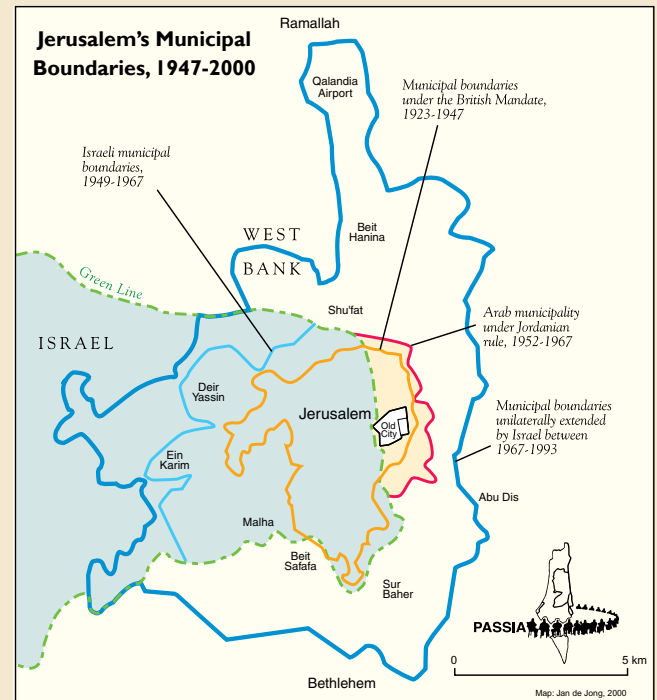 Jerusalem's Municipal
Boundaries, 1947-2000
Ramallah
Qalandia
Airport
Municipal boundaries
under the British Mandate,
1923-1947
Israeli municipal
boundaries,
1949-1967
WEST
BANK
Beit
Hanina
Green Line
Shu'fat
Arab municipality
under Jordanian
rule, 1952-1967
ISRAEL
Deir
Yassin
Jerusalem
Old
City
Municipal boundaries
unilaterally extended
by Israel between
1967-1993
Ein
Karim
Abu Dis
Malha
Beit
Safafa
Sur
Baher
PASSIA
0 5 km
Bethlehem
Map: Jan de Jong, 2000